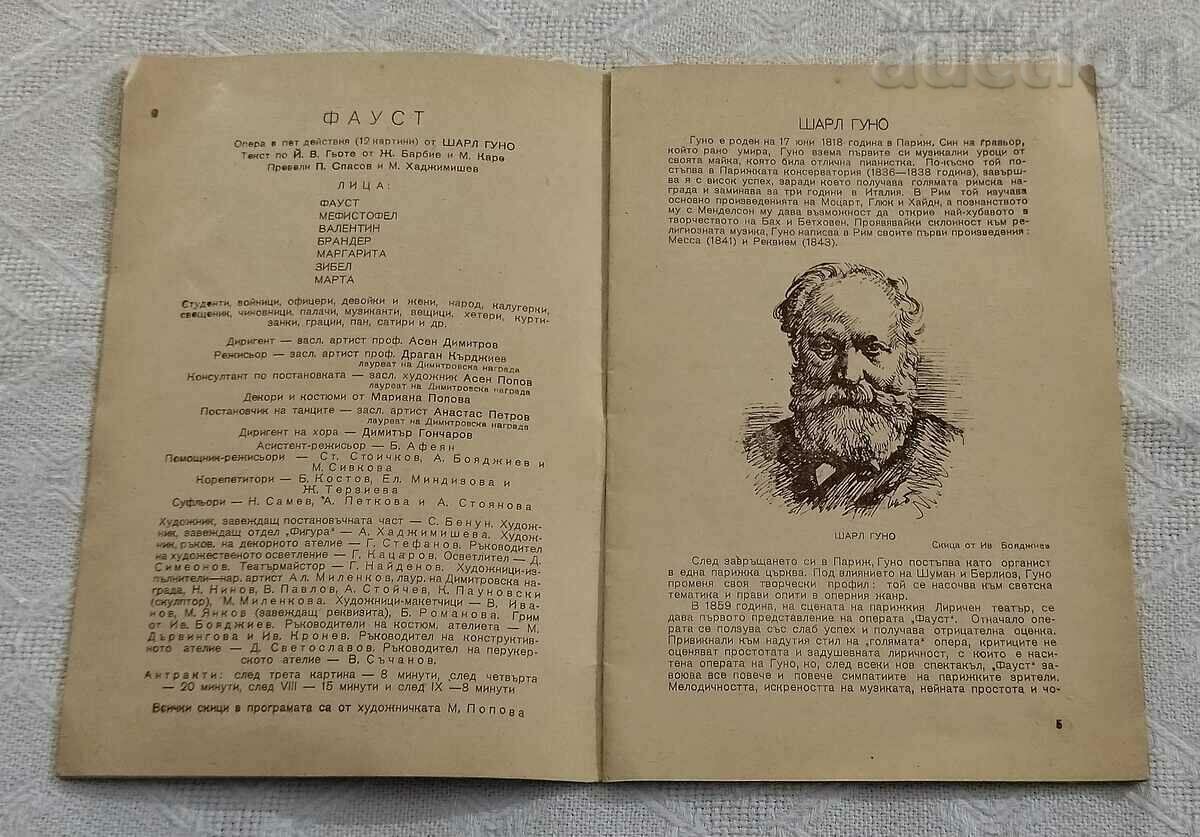 ФАУСТ
Опера в пет действия (12 картини) от ШАРЛ ГУНО
Текст по Й. В. Гьоте от Ж. Барбие и М. Каре
Превели П. Спасов и М. Хаджимишев
ЛИЦА:
ФАУСТ
МЕФИСТОФЕЛ
ВАЛЕНТИН
БРАНДЕР
МАРГАРИТА
ЗИБЕЛ
МАРТА
Студенти, войници, офицери, девойки и жени, народ, калугерки,
свещеник, чиновници, палачи, музиканти, вещици, хетери, курти-
занки, грации, пан, сатири и др.
Диригент — засл. артист проф. Асен Димитров
Режисьор — засл. артист проф. Драган Кърджиев
лауреат на Димитровска награда
Консултант по постановката — засл. художник Асен Попов
лауреат на Димитровска награда
Декори и костюми от Мариана Попова
Постановчик на танците — засл. артист Анастас Петров
лауреат на Димитровска награда
Диригент на хора — Димитър Гончаров
Асистент-режисьор — Б. Афеян
Помощник-режисьори — Ст. Стоичков, А. Бояджиев и
М. Сивкова
Корепетитори — Б. Костов, Ел. Миндизова и
Ж. Терзиева
Суфльори — Н. Самев, А. Петкова и А. Стоянова
Художник, завеждащ постановъчната част — С. Бенун. Худож-
ник, завеждащ отдел „Фигура“ — А. Хаджимишева. Худож-
ник, ръков. на декорното ателие — Г. Стефанов. Ръководител
на художественото осветление — Г. Кацаров. Осветлител — Д.
Симеонов. Театърмайстор — Г. Найденов. Художници-из-
пълнители—нар. артист Ал. Миленков, лаур. на Димитровска на-
града, Н. Нинов, В. Павлов, А. Стойчев, К. Пауновски
(скулптор), М. Миленкова. Художници-макетчици — В. Ива-
нов, М. Янков (завеждащ реквизита), Б. Романова. Грим
от Ив. Бояджиев. Ръководители на костюм. ателиета — М.
Дървингова и Ив. Кронев. Ръководител на конструктив-
ното ателие — Д. Светославов. Ръководител на перукер-
ското ателие — В. Съчанов.
Антракти: след трета картина — 8 минути, след четвърта
— 20 минути, след VIII — 15 минути и след IX —8 минути
Всички скици в програмата са от художничката М. Попова
ШАРЛ ГУНО
Гуно е роден на 17 юни 1818 година в Париж. Син на гравьор,
който рано умира, Гуно взема първите си музикални уроци от
своята майка, която била отлична пианистка. По-късно той по-
стъпва в Парижката консерватория (1836—1838 година), завърш-
ва я с висок успех, заради което получава голямата римска на-
града и заминава за три години в Италия. В Рим той изучава
основно произведенията на Моцарт, Глюк и Хайдн, а познанството
му с Менделсон му дава възможност да открие най-хубавото в
творчеството на Бах и Бетховен. Проявявайки склонност към ре-
лигиозната музика, Гуно написва в Рим своите първи произведения:
Месса (1841) и Реквием (1843).
ШАРЛ ГУНО
Скица от Ив. Бояджиев
След завръщането си в Париж, Гуно постъпва като органист
в една парижка църква. Под влиянието на Шуман и Берлиоз, Гуно
променя своя творчески профил: той се насочва към светска
тематика и прави опити в оперния жанр.
В 1859 година, на сцената на парижкия Лиричен театър, се
дава първото представление на операта „Фауст“. Отначало опе-
рата се ползува със слаб успех и получава отрицателна оценка.
Привикнали към надутия стил на „голямата“ опера, критиците не
оценяват простотата и задушевната лиричност, с които е наси-
тена операта на Гуно, но, след всеки нов спектакъл, „Фауст“ за-
воюва все повече и повече симпатиите на парижките зрители.
Мелодичността, искреността на музиката, нейната простота и чо-
5
auction